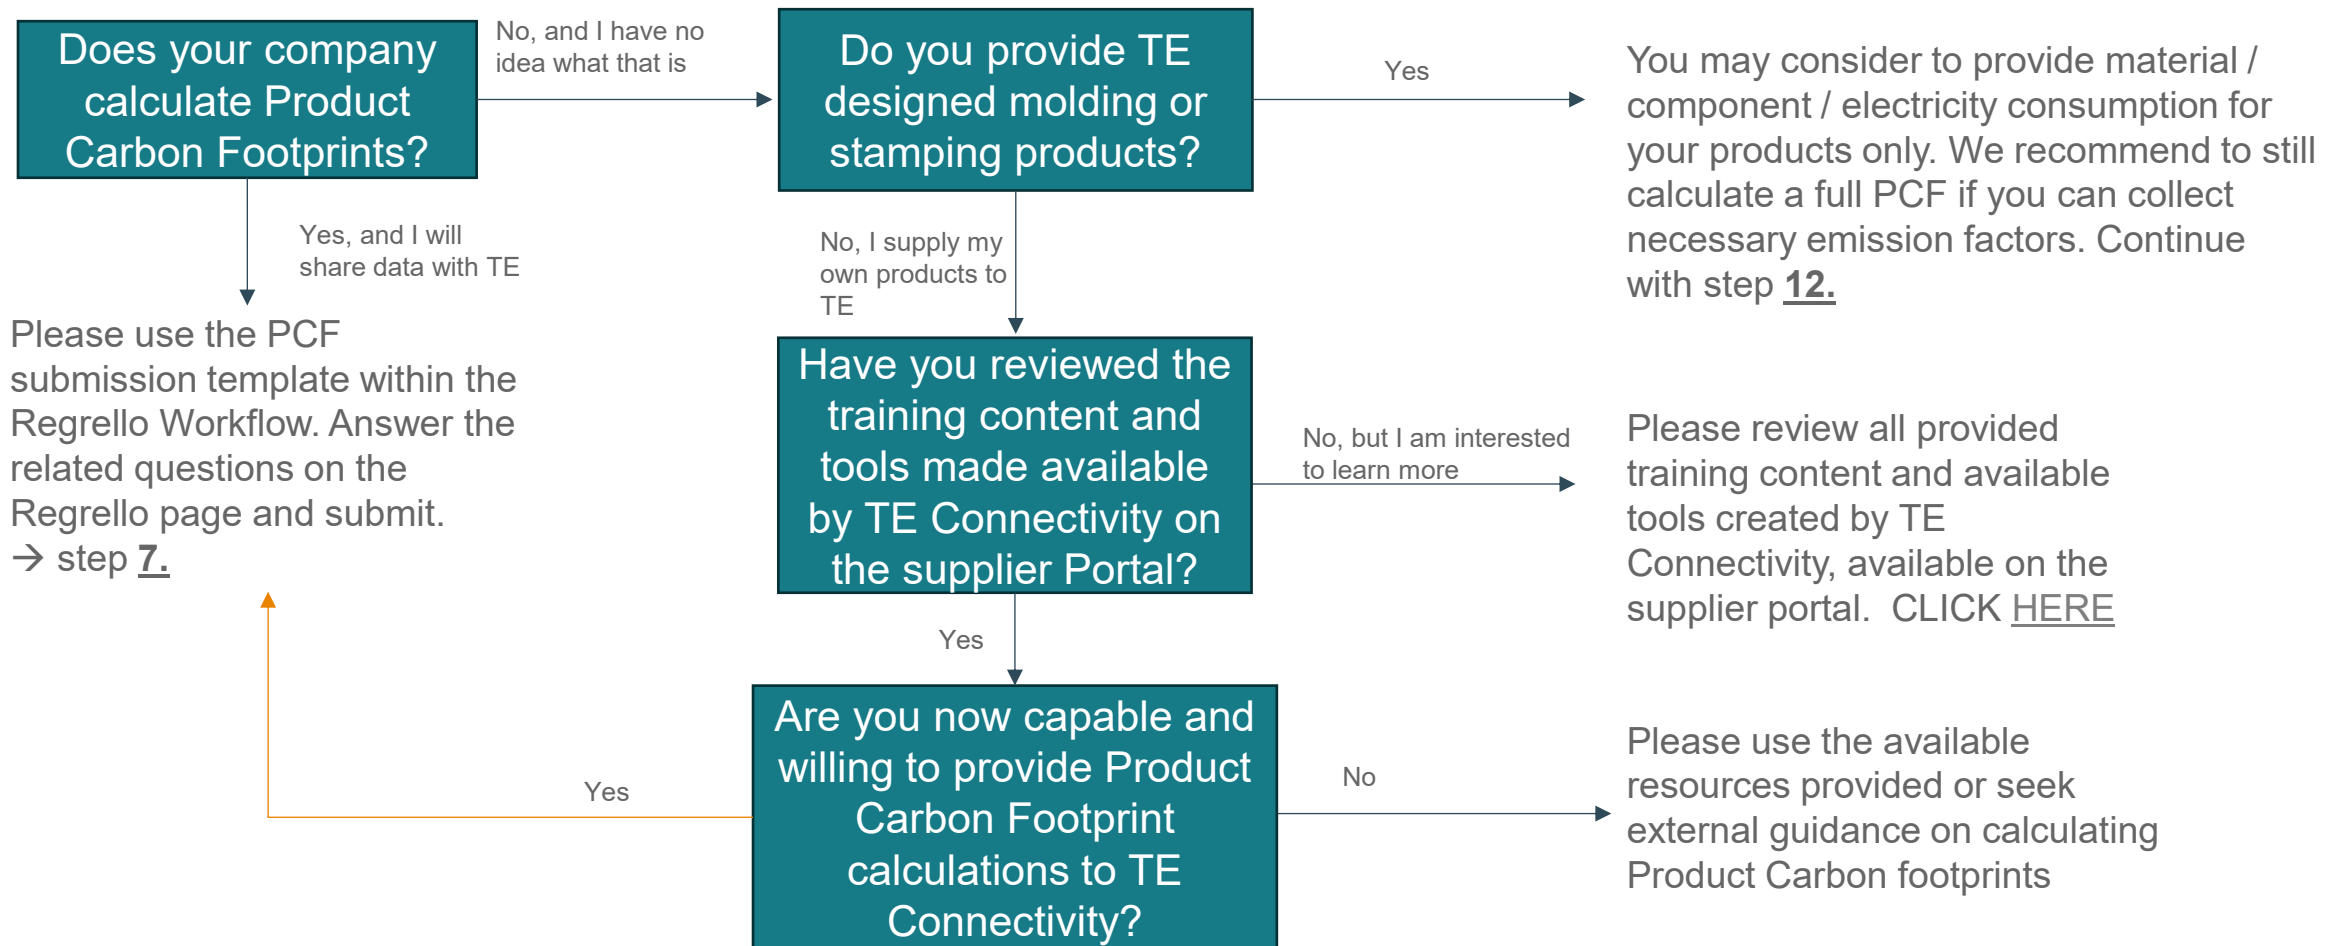 Does your company
calculate Product
Carbon Footprints?
No, and I have no
idea what that is
Do you provide TE
designed molding or
stamping products?
Yes
You may consider to provide material /
component / electricity consumption for
your products only. We recommend to still
calculate a full PCF if you can collect
necessary emission factors. Continue
with step 12.
Yes, and I will
share data with TE
No, I supply my
own products to
TE
Please use the PCF
submission template within the
Regrello Workflow. Answer the
related questions on the
Regrello page and submit.
→ step 7.
Have you reviewed the
training content and
tools made available
by TE Connectivity on
the supplier Portal?
No, but I am interested
to learn more
Please review all provided
training content and available
tools created by TE
Connectivity, available on the
supplier portal.  CLICK HERE
Yes
Are you now capable and
willing to provide Product
Carbon Footprint
calculations to TE
Connectivity?
Yes
No
Please use the available
resources provided or seek
external guidance on calculating
Product Carbon footprints